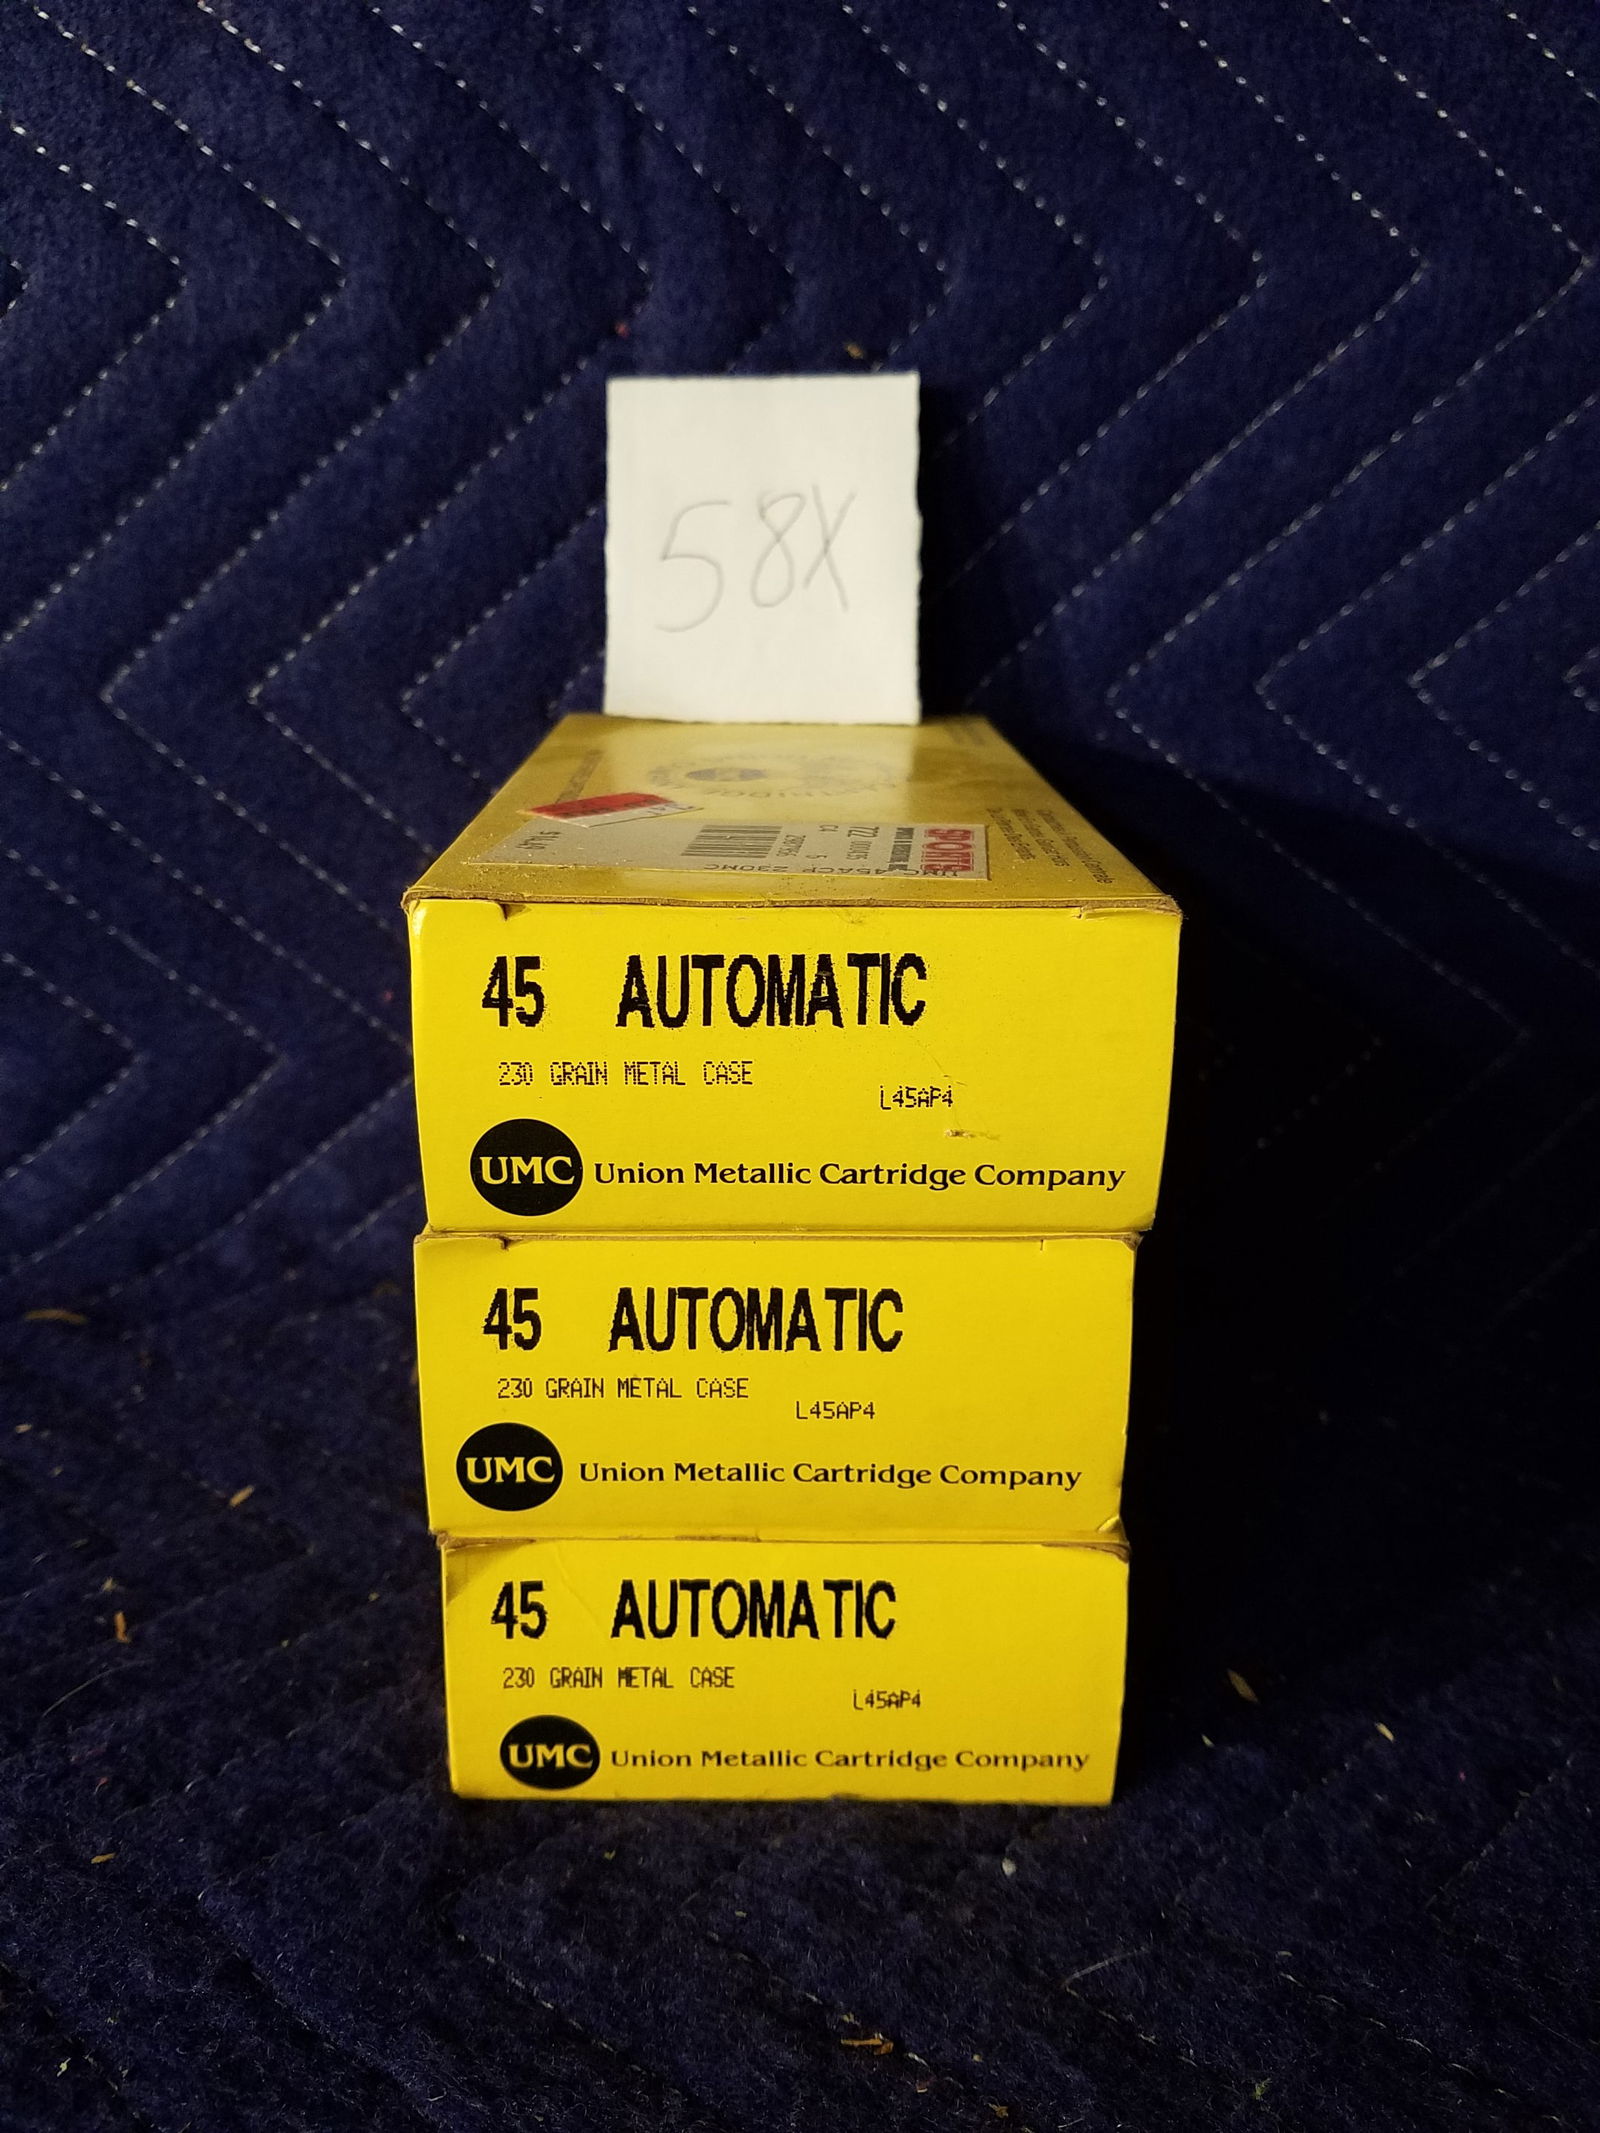 58X
SPORTS
45 AUTOMATIC
230 GRAIN METAL CASE
L45AP4
UMC Union Metallic Cartridge Company
45 AUTOMATIC
230 GRAIN METAL CASE
L45AP4
UMC Union Metallic Cartridge Company
45 AUTOMATIC
230 GRAIN METAL CASE
L45AP4
UMC Union Metallic Cartridge Company